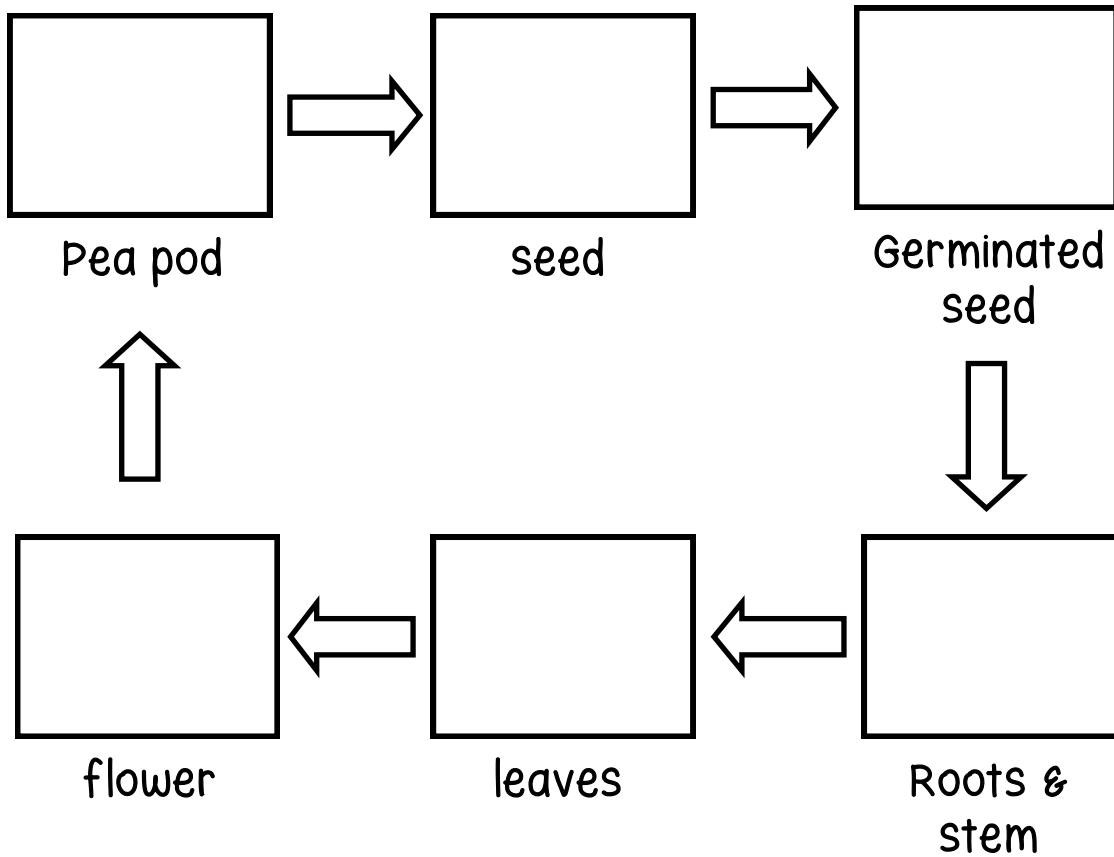 Pea pod
seed
Germinated
seed
flower
leaves
Roots &
stem